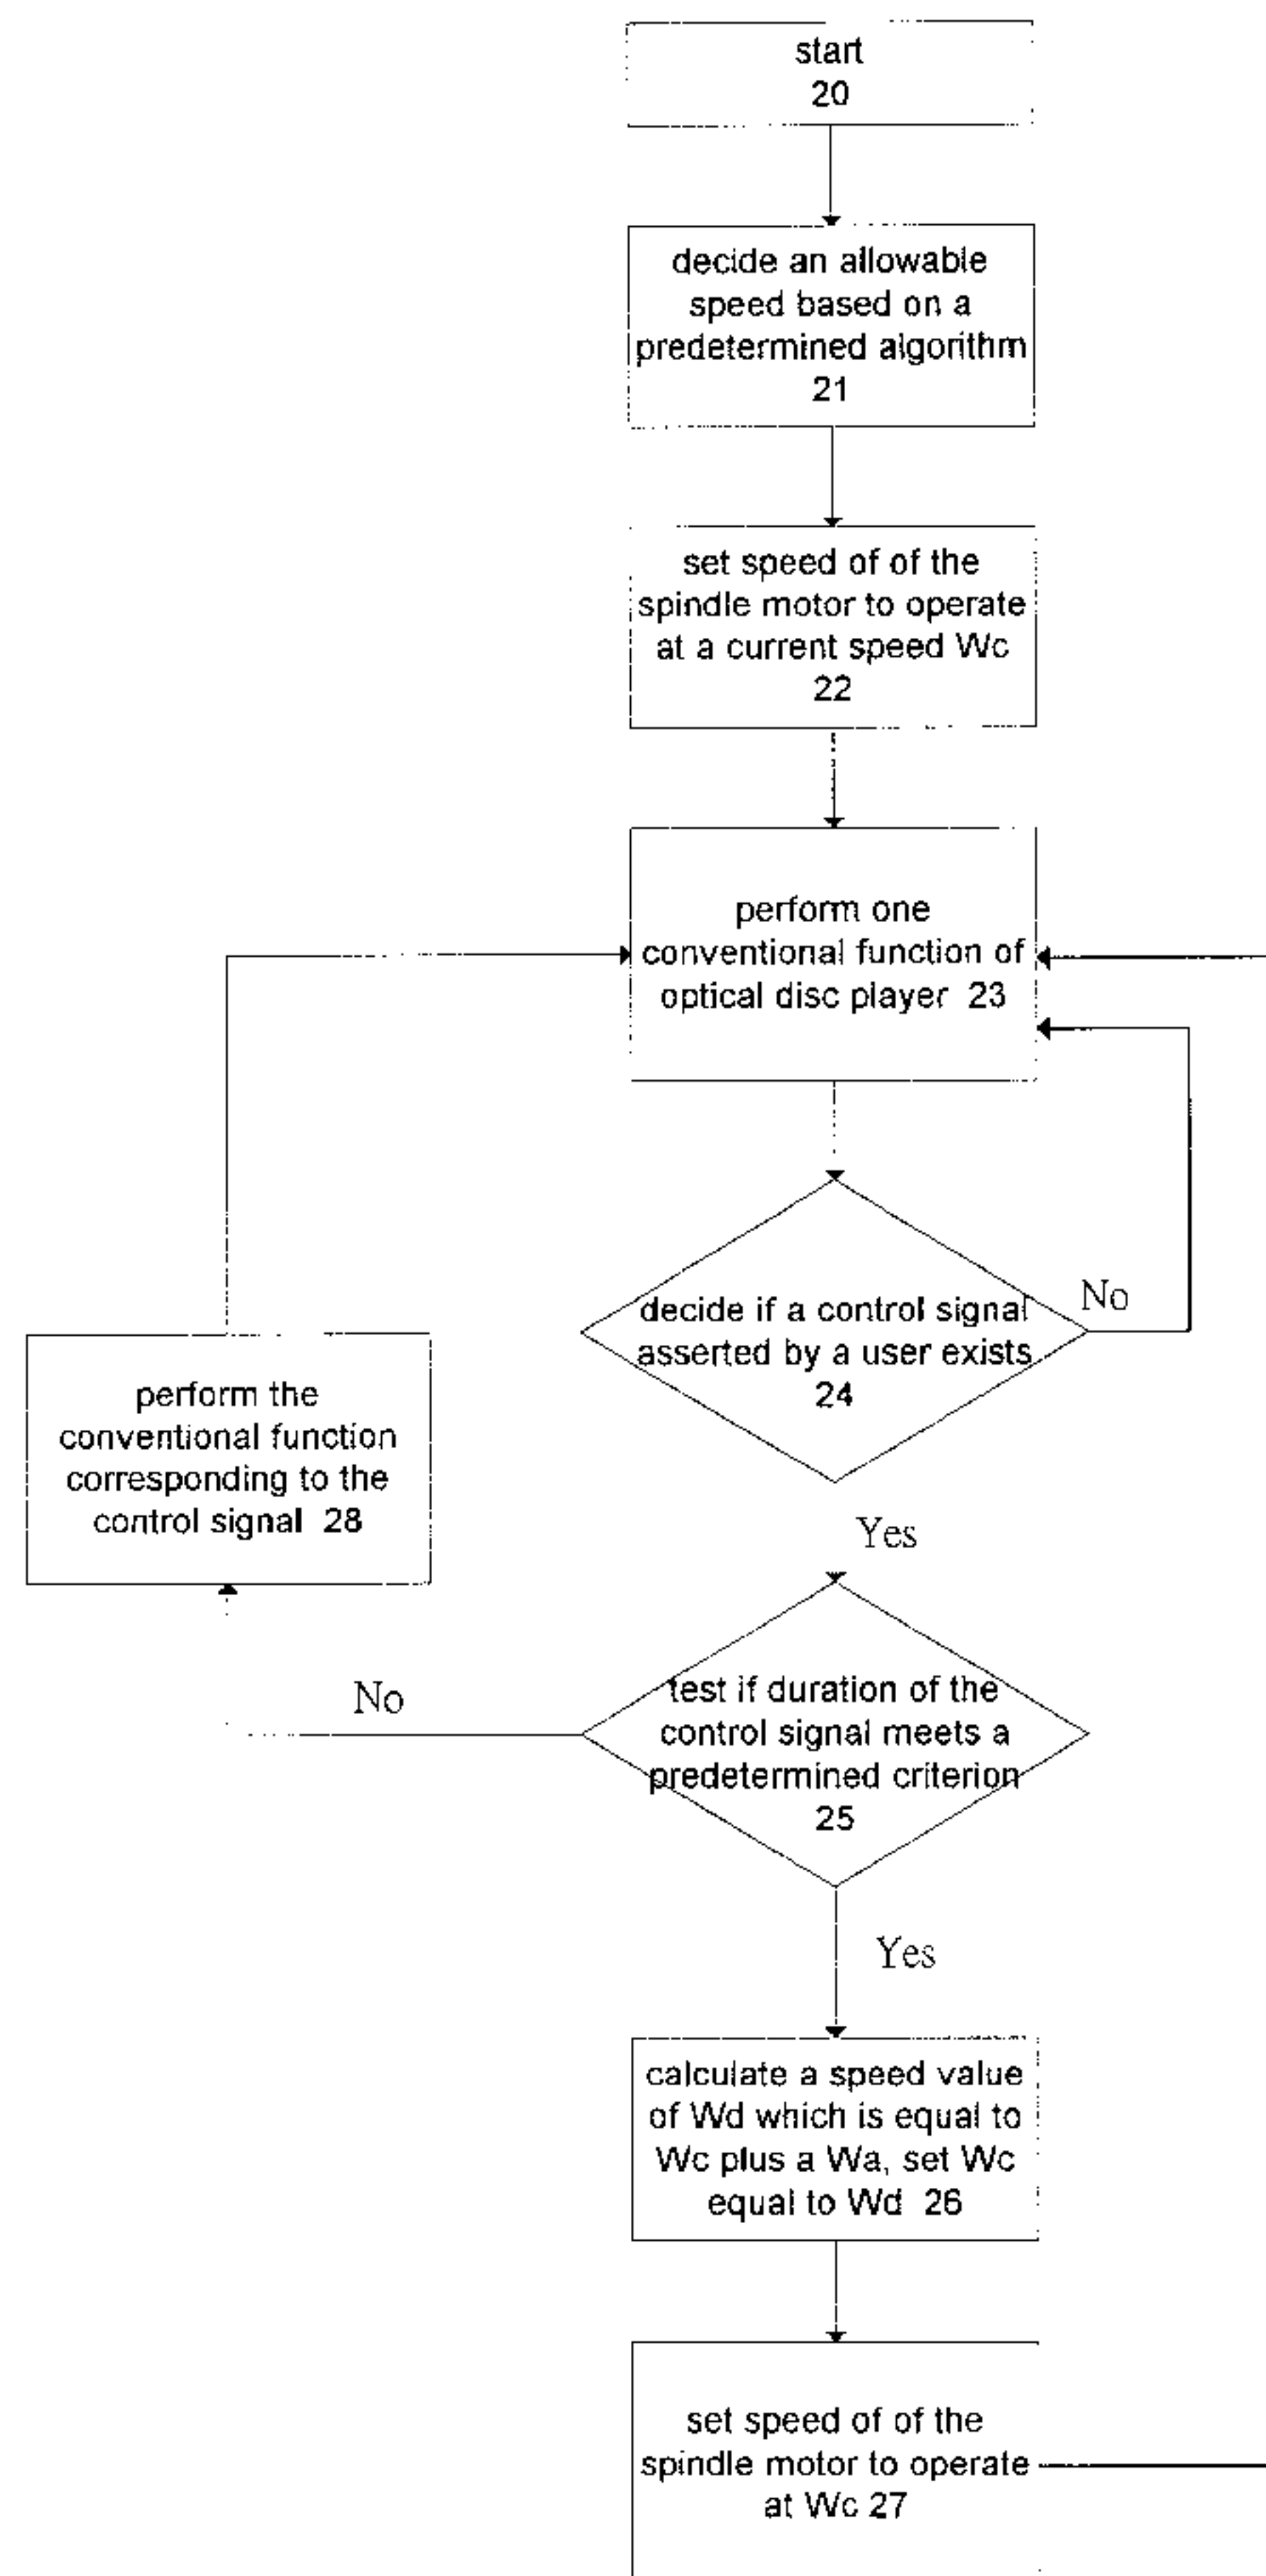 start
20
decide an allowable
speed based on a
predetermined algorithm
21
set speed of of the
spindle motor to operate
at a current speed Wc
22
perform one
conventional function of
optical disc player 23
decide if a control signal
asserted by a user exists
24
No
perform the
conventional function
corresponding to the
control signal 28
Yes
No
test if duration of the
control signal meets a
predetermined criterion
25
Yes
calculate a speed value
of Wd which is equal to
Wc plus a Wa, set Wc
equal to Wd 26
set speed of of the
spindle motor to operate
at Wc 27